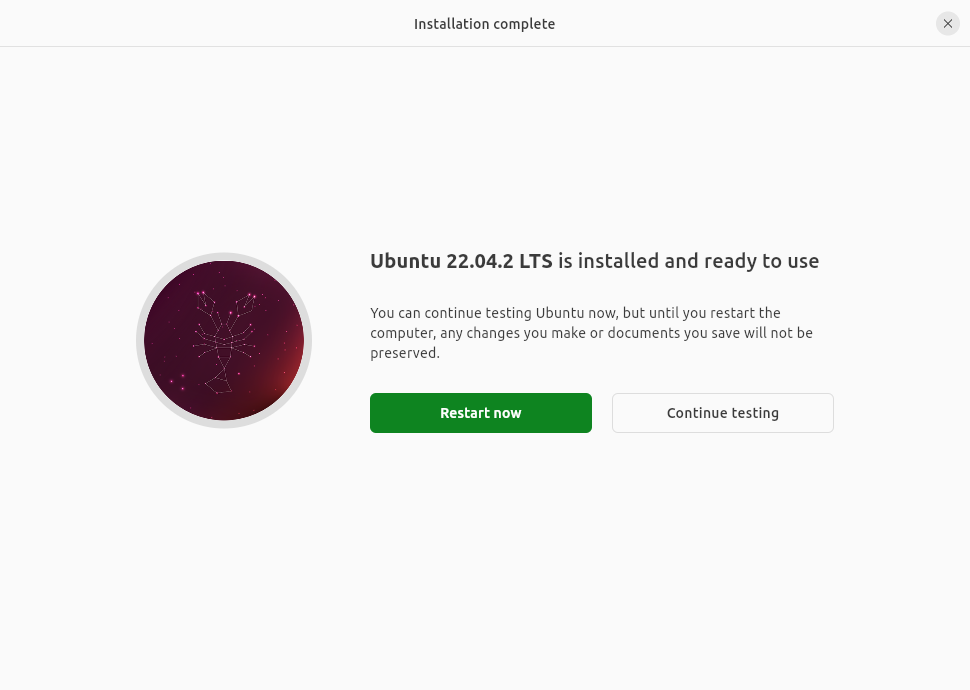 Installation complete
Ubuntu 22.04.2 LTS is installed and ready to use
You can continue testing Ubuntu now, but until you restart the
computer, any changes you make or documents you save will not be
preserved.
Restart now
Continue testing